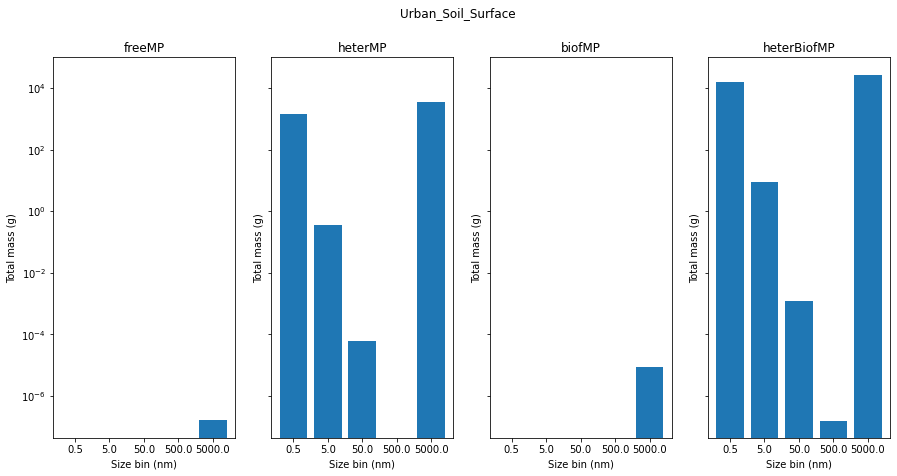 Urban_Soil_Surface
freeMP
heterMP
biofMP
heterBiofMP
Total mass (g)
10^4
10^2
10^0
10^-2
10^-4
10^-6
0.5 5.0 50.0 500.0 5000.0
Size bin (nm)
Total mass (g)
0.5 5.0 50.0 500.0 5000.0
Size bin (nm)
Total mass (g)
0.5 5.0 50.0 500.0 5000.0
Size bin (nm)
Total mass (g)
0.5 5.0 50.0 500.0 5000.0
Size bin (nm)